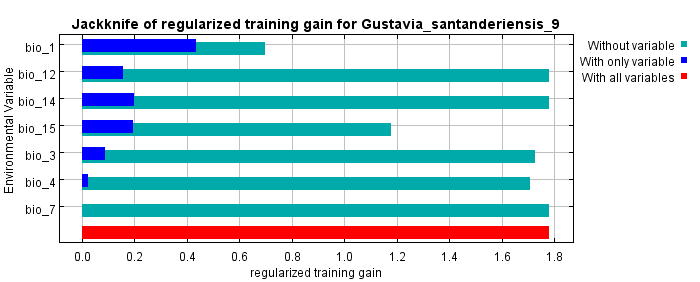 Jackknife of regularized training gain for Gustavia_santanderiensis_9
bio_1
bio_12
bio_14
bio_15
bio_3
bio_4
bio_7
Environmental Variable
0.0 0.2 0.4 0.6 0.8 1.0 1.2 1.4 1.6 1.8
regularized training gain
Without variable
With only variable
With all variables